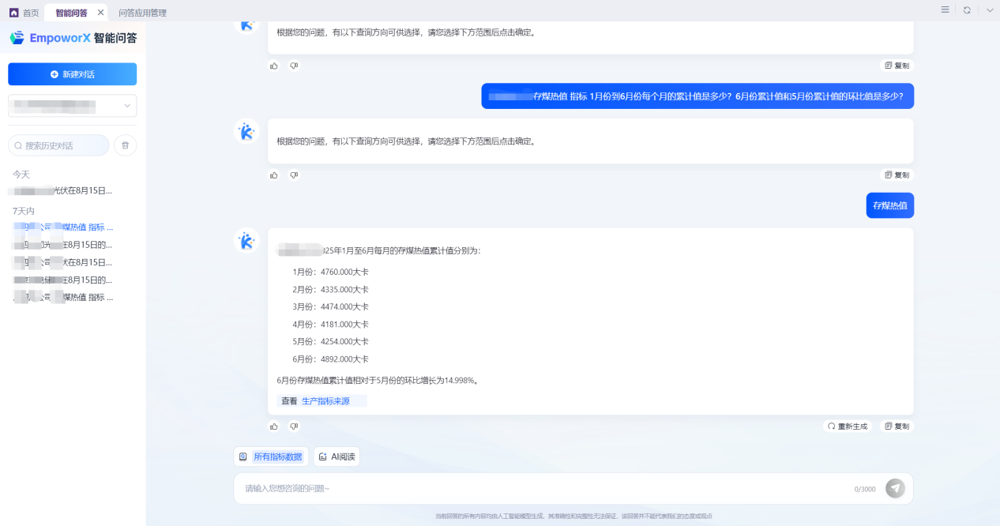 首页
智能问答
问答应用管理
EmpoworX 智能问答
新建对话
搜索历史对话
今天
光伏在8月15日...
7天内
公司 煤热值 指标 ...
在8月15日的...
公司 伏在8月15日...
储 在8月15日的...
公司 煤热值 指标 ...
根据您的问题，有以下查询方向可供选择，请您选择下方范围后点击确定。
复制
存煤热值 指标 1月份到6月份每个月的累计值是多少？6月份累计值和5月份累计值的环比值是多少？
根据您的问题，有以下查询方向可供选择，请您选择下方范围后点击确定。
复制
存煤热值
025年1月至6月每月的存煤热值累计值分别为：
1月份：4760.000大卡
2月份：4335.000大卡
3月份：4474.000大卡
4月份：4181.000大卡
5月份：4254.000大卡
6月份：4892.000大卡
6月份存煤热值累计值相对于5月份的环比增长为14.998%。
查看 生产指标来源
重新生成 复制
所有指标数据 AI阅读
请输入您想咨询的问题~
0/3000
当前回答的所有内容均由人工智能模型生成，其准确性和完整性无法保证，该回答并不能代表我们的态度或观点